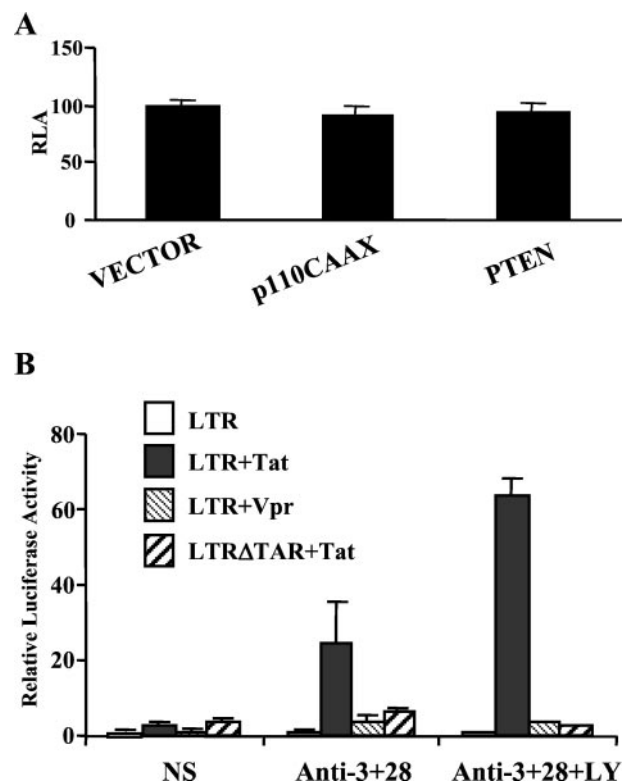 A
150
100
50
0
RLA
VECTOR
p110CAAX
PTEN
B
LTR
LTR+Tat
LTR+Vpr
LTRΔTAR+Tat
80
60
40
20
0
Relative Luciferase Activity
NS
Anti-3+28
Anti-3+28+LY